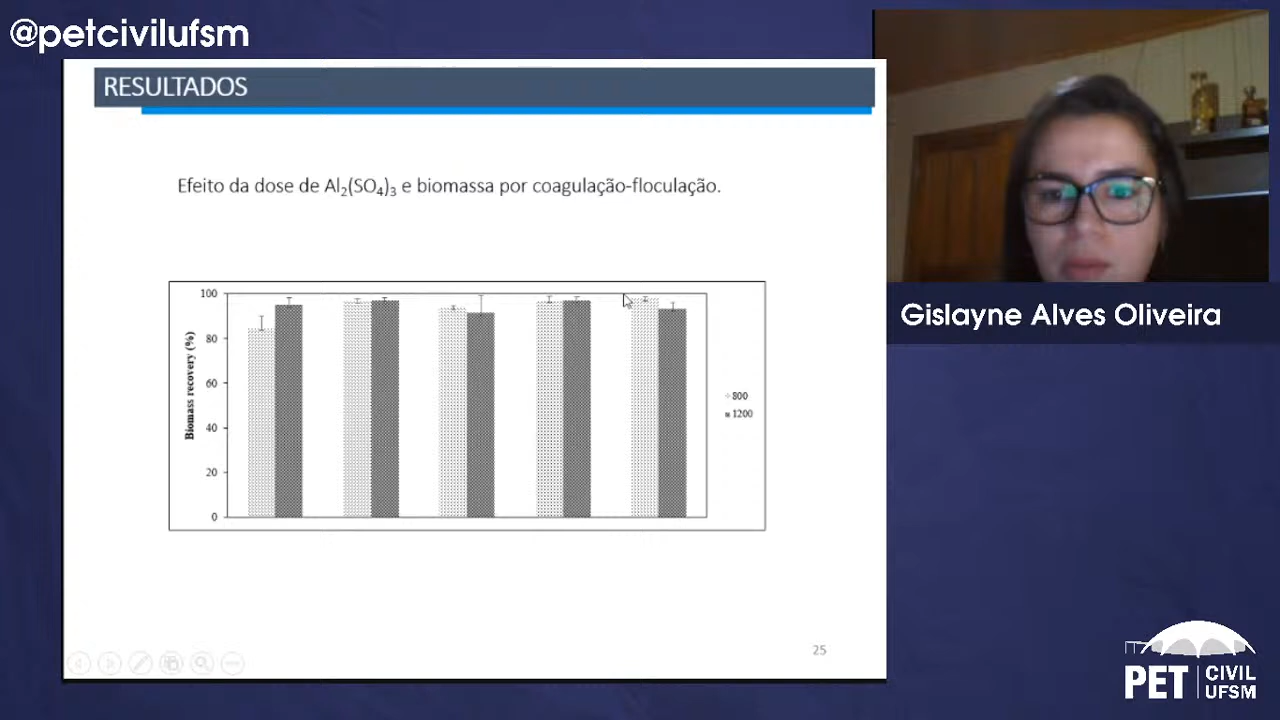 @petcivilufsm
RESULTADOS
Efeito da dose de Al₂(SO₄)₃ e biomassa por coagulação-floculação.
Biomass recovery (%)
100
80
60
40
20
0
800
1200
25
Gislayne Alves Oliveira
PET
CIVIL
UFSM